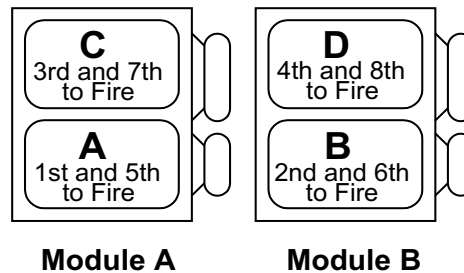 C
3rd and 7th
to Fire
A
1st and 5th
to Fire
Module A
D
4th and 8th
to Fire
B
2nd and 6th
to Fire
Module B